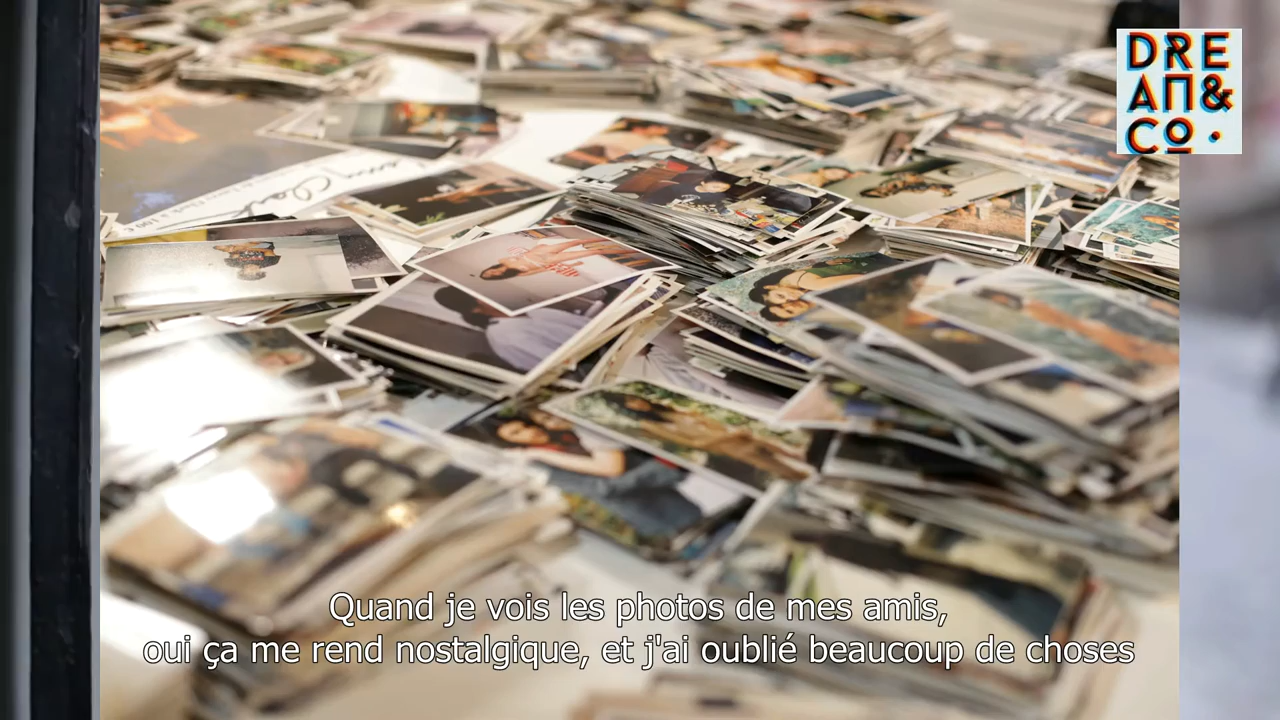 DRE
AM&
CO.
Quand je vois les photos de mes amis,
oui ça me rend nostalgique, et j'ai oublié beaucoup de choses